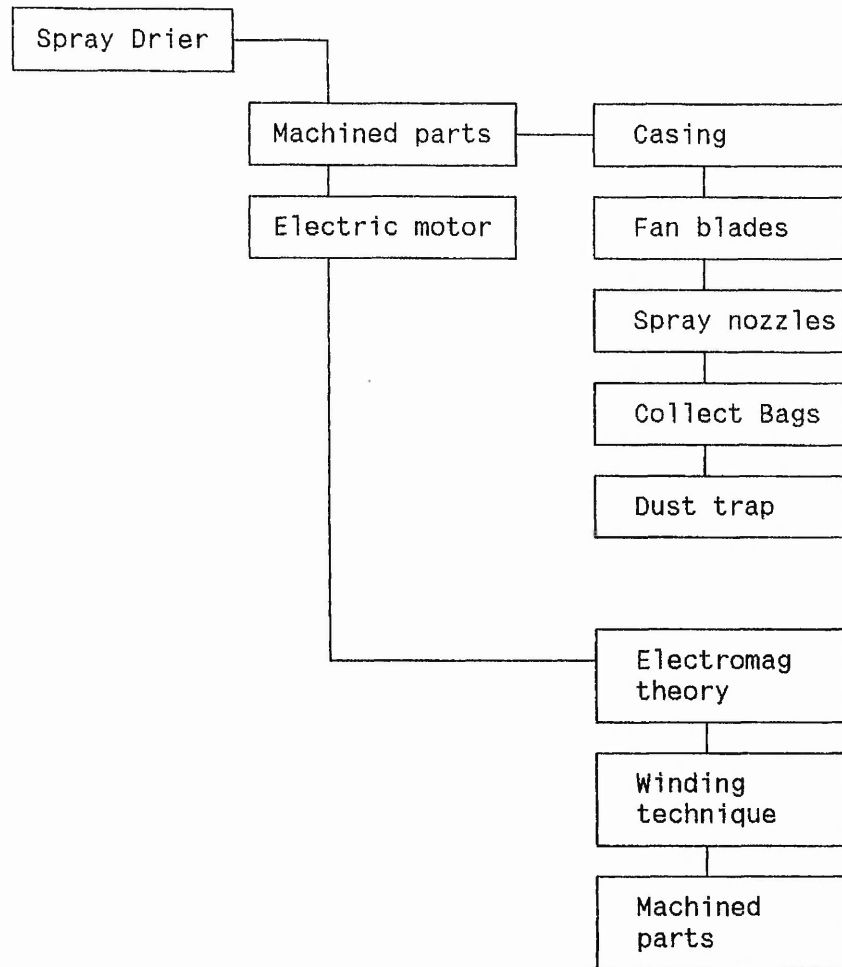 Spray Drier
Machined parts
Casing
Electric motor
Fan blades
Spray nozzles
Collect Bags
Dust trap
Electromag
theory
Winding
technique
Machined
parts